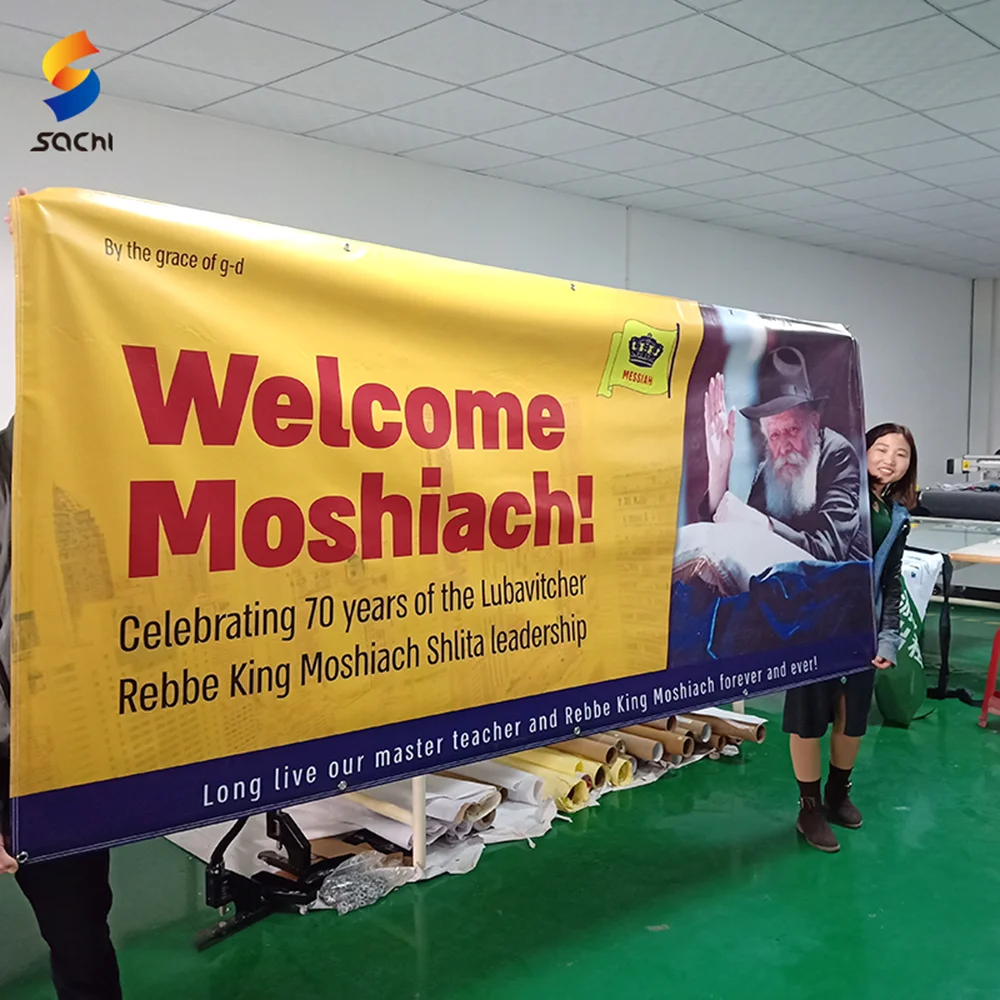 sachi
By the grace of g-d
MESSIAH
Welcome
Moshiach!
Celebrating 70 years of the Lubavitcher
Rebbe King Moshiach Shlita leadership
Long live our master teacher and Rebbe King Moshiach forever and ever!